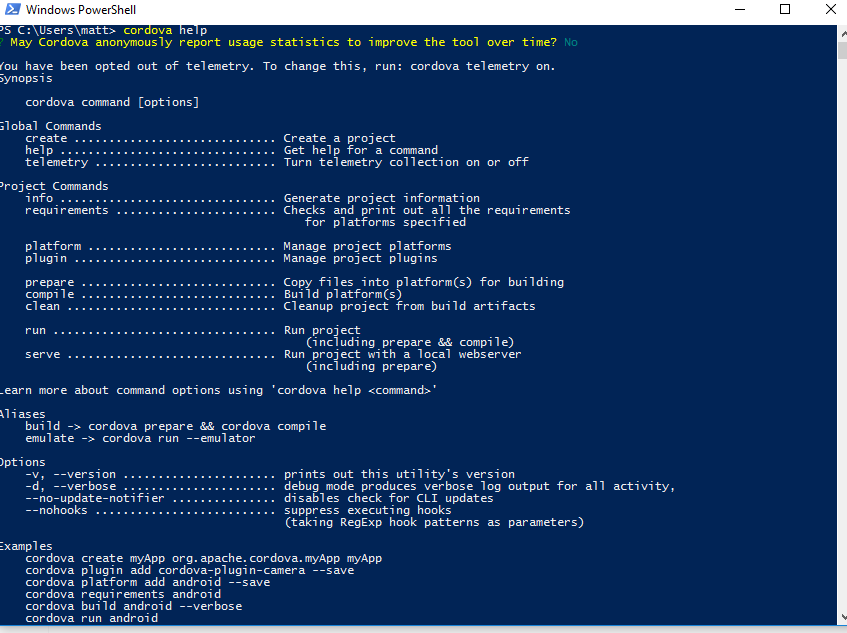 Windows PowerShell
PS C:\Users\matt> cordova help
? May Cordova anonymously report usage statistics to improve the tool over time? No
You have been opted out of telemetry. To change this, run: cordova telemetry on.
Synopsis
cordova command [options]
Global Commands
create ............................. Create a project
help ............................... Get help for a command
telemetry .......................... Turn telemetry collection on or off
Project Commands
info ............................... Generate project information
requirements ....................... Checks and print out all the requirements
for platforms specified
platform ........................... Manage project platforms
plugin ............................. Manage project plugins
prepare ............................ Copy files into platform(s) for building
compile ............................ Build platform(s)
clean .............................. Cleanup project from build artifacts
run ................................ Run project
(including prepare && compile)
serve .............................. Run project with a local webserver
(including prepare)
Learn more about command options using 'cordova help <command>'
Aliases
build -> cordova prepare && cordova compile
emulate -> cordova run --emulator
Options
-v, --version ...................... prints out this utility's version
-d, --verbose ...................... debug mode produces verbose log output for all activity,
--no-update-notifier ............... disables check for CLI updates
--nohooks .......................... suppress executing hooks
(taking RegExp hook patterns as parameters)
Examples
cordova create myApp org.apache.cordova.myApp myApp
cordova plugin add cordova-plugin-camera --save
cordova platform add android --save
cordova requirements android
cordova build android --verbose
cordova run android